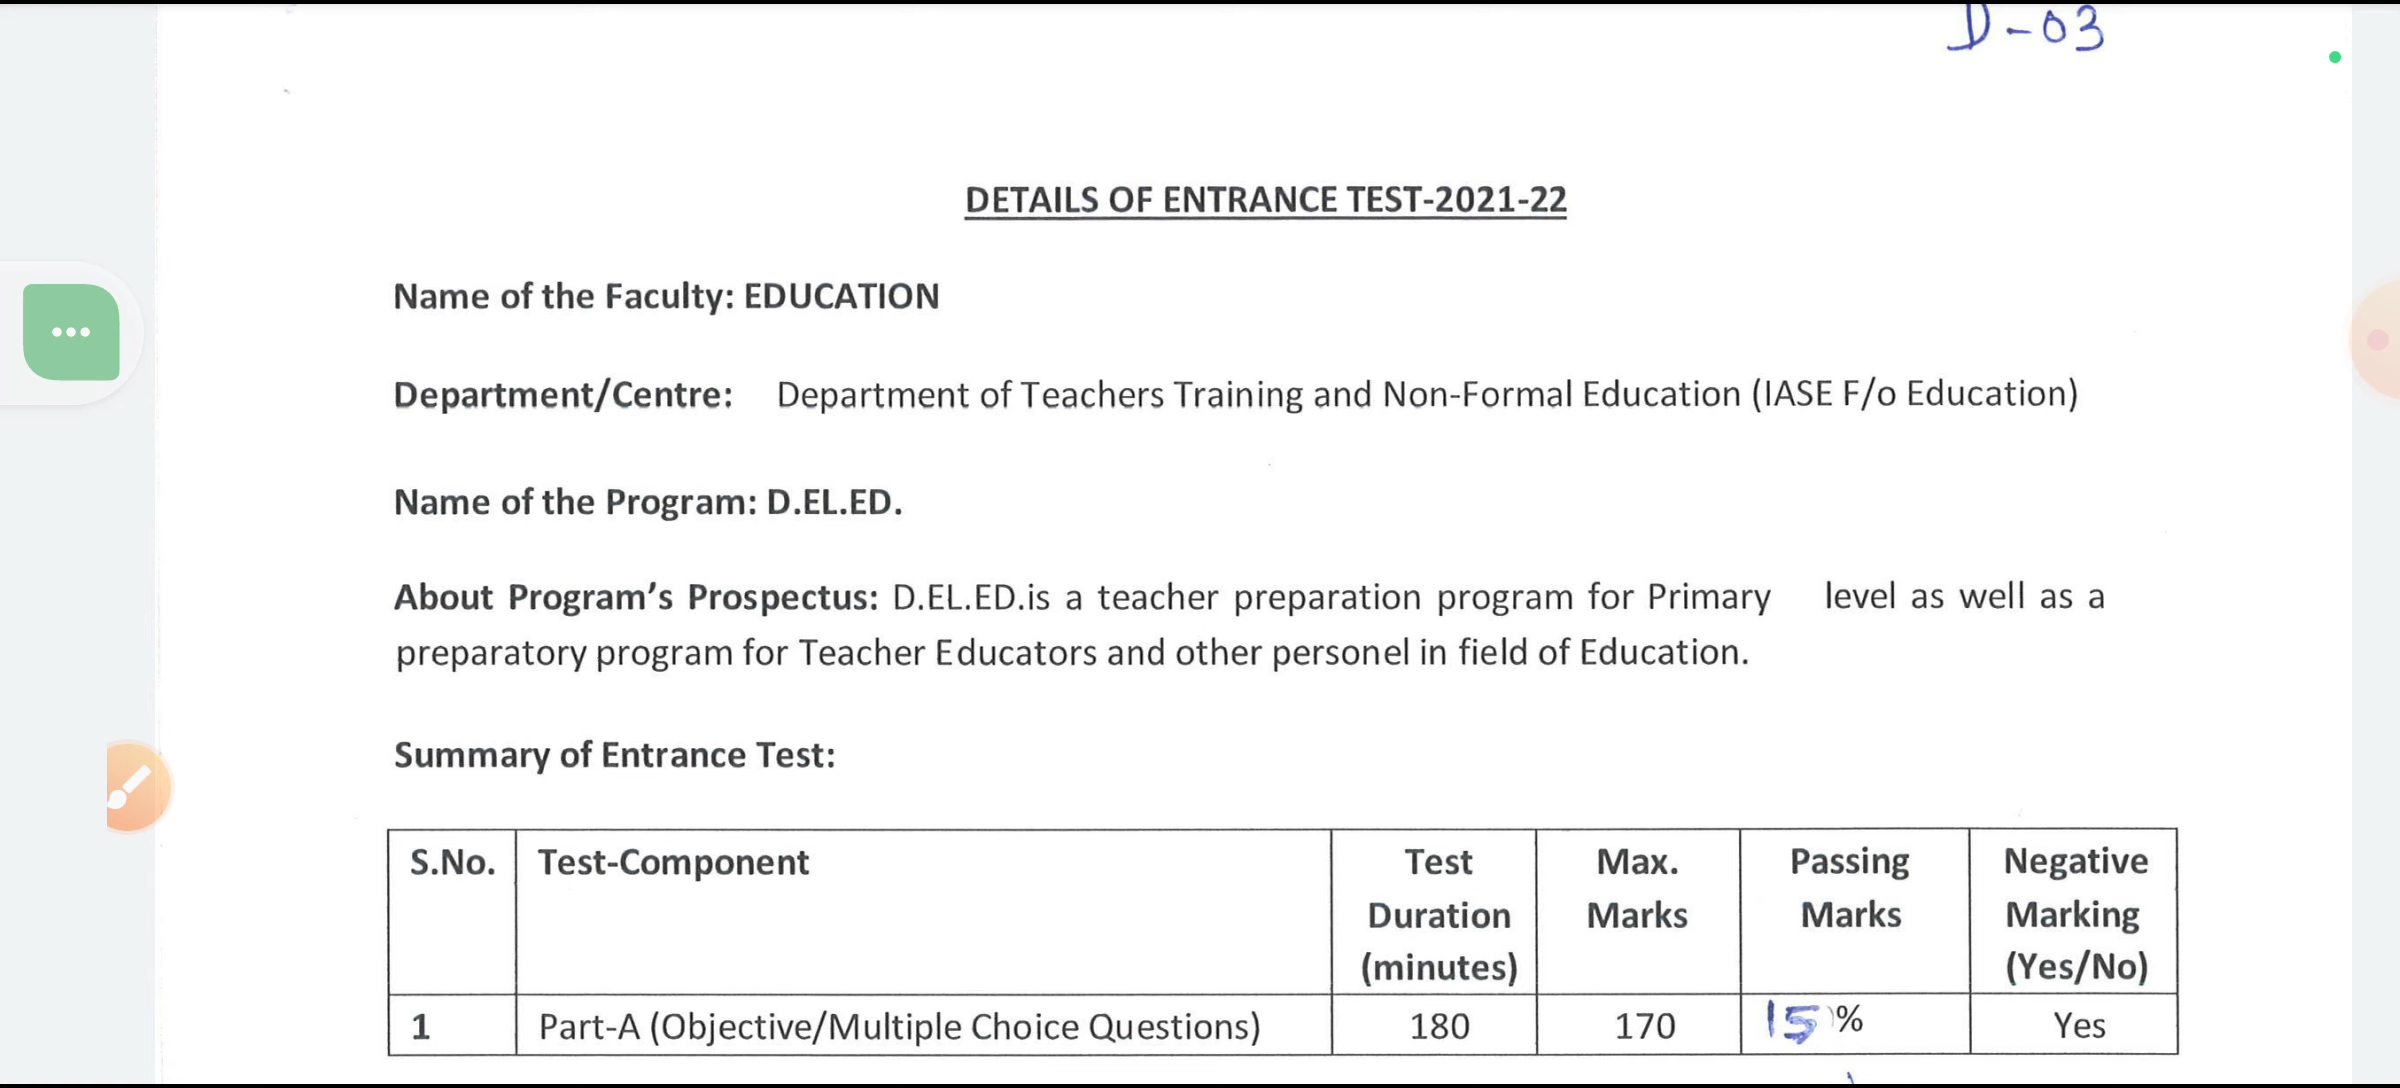 D-03
DETAILS OF ENTRANCE TEST-2021-22
Name of the Faculty: EDUCATION
Department/Centre: Department of Teachers Training and Non-Formal Education (IASE F/o Education)
Name of the Program: D.EL.ED.
About Program's Prospectus: D.EL.ED.is a teacher preparation program for Primary level as well as a
preparatory program for Teacher Educators and other personel in field of Education.
Summary of Entrance Test:
S.No. Test-Component Test Duration (minutes) Max. Marks Passing Marks Negative Marking (Yes/No)
1 Part-A (Objective/Multiple Choice Questions) 180 170 15% Yes